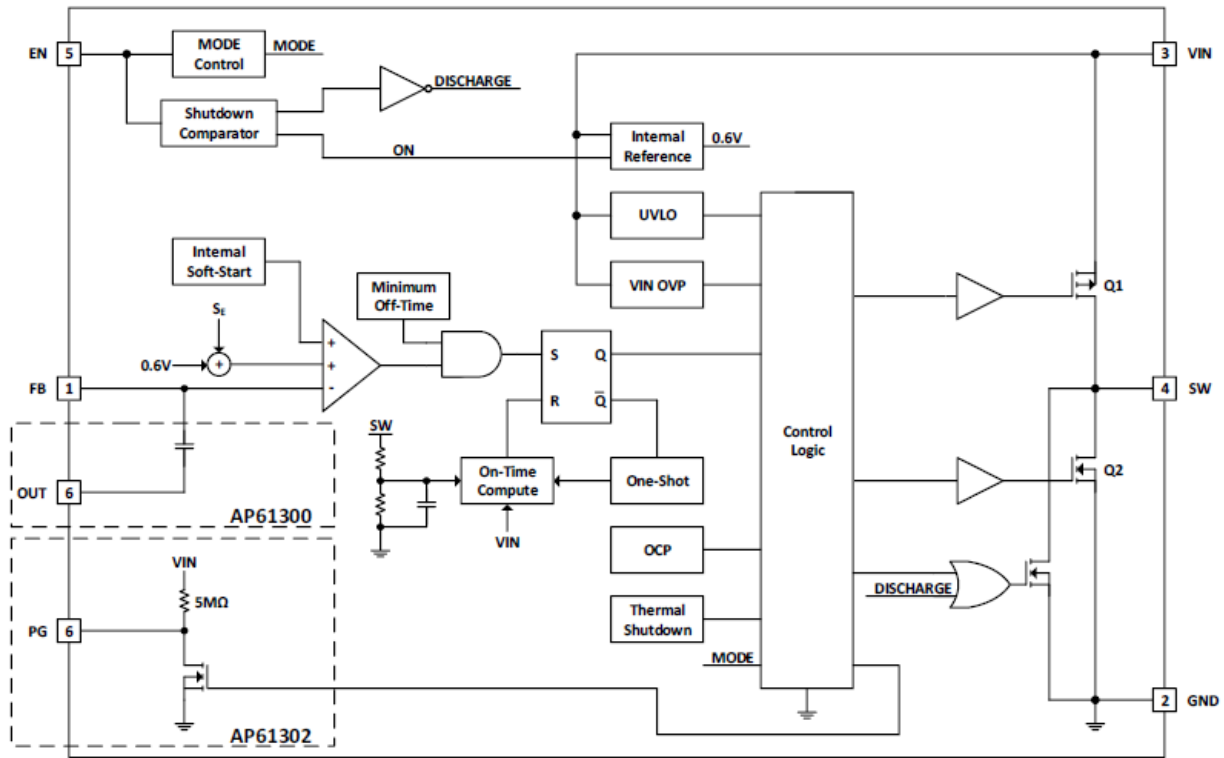 EN
5
MODE
Control
MODE
3
VIN
DISCHARGE
Shutdown
Comparator
ON
Internal
Reference
0.6V
UVLO
Internal
Soft-Start
VIN OVP
Minimum
Off-Time
Q1
SE
+
0.6V
+
+
-
S
Q
R
Q̅
FB
1
4
SW
SW
Control
Logic
Q2
On-Time
Compute
One-Shot
OUT
6
AP61300
VIN
OCP
VIN
5MΩ
DISCHARGE
Thermal
Shutdown
PG
6
MODE
2
GND
AP61302